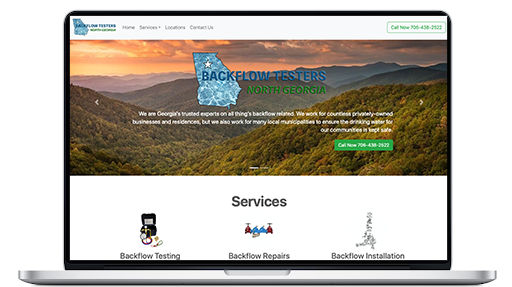 BACKFLOW TESTERS
NORTH GEORGIA
Home Services Locations Contact Us
Call Now 706-438-2522
BACKFLOW TESTERS
NORTH GEORGIA
We are Georgia's trusted experts on all thing's backflow related. We work for countless privately-owned
businesses and residences, but we also work for many local municipalities to ensure the drinking water for
our communities is kept safe.
Call Now 706-438-2522
Services
Backflow Testing Backflow Repairs Backflow Installation